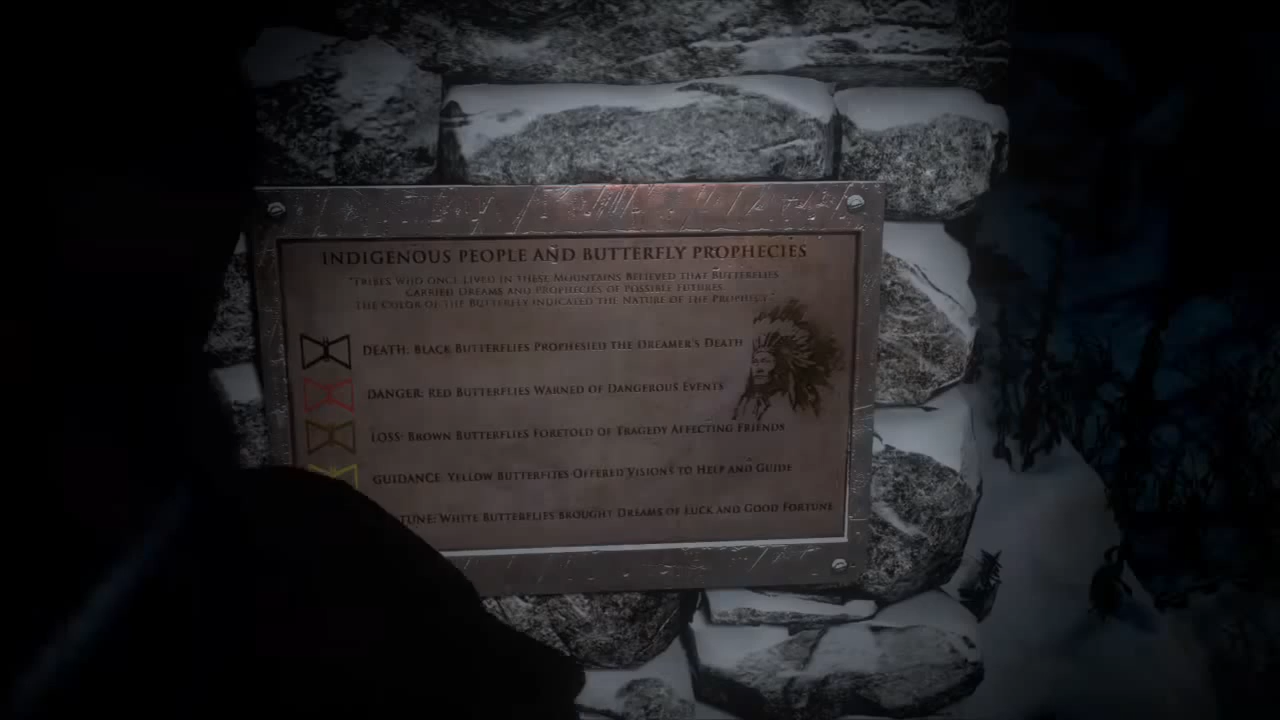 INDIGENOUS PEOPLE AND BUTTERFLY PROPHECIES
"TRIBES WHO ONCE LIVED IN THESE MOUNTAINS BELIEVED THAT BUTTERFLIES
CARRIED DREAMS AND PROPHECIES OF POSSIBLE FUTURES.
THE COLOR OF THE BUTTERFLY INDICATED THE NATURE OF THE PROPHECY."
DEATH: BLACK BUTTERFLIES PROPHESIED THE DREAMER'S DEATH
DANGER: RED BUTTERFLIES WARNED OF DANGEROUS EVENTS
LOSS: BROWN BUTTERFLIES FORETOLD OF TRAGEDY AFFECTING FRIENDS
GUIDANCE: YELLOW BUTTERFLIES OFFERED VISIONS TO HELP AND GUIDE
TUNE: WHITE BUTTERFLIES BROUGHT DREAMS OF LUCK AND GOOD FORTUNE